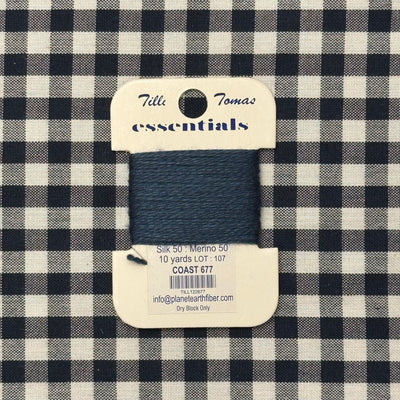 Tilli Tomas
essentials
Silk 50 : Merino 50
10 yards LOT : 107
COAST 677
TILL122677
info@planetearthfiber.com
Dry Block Only